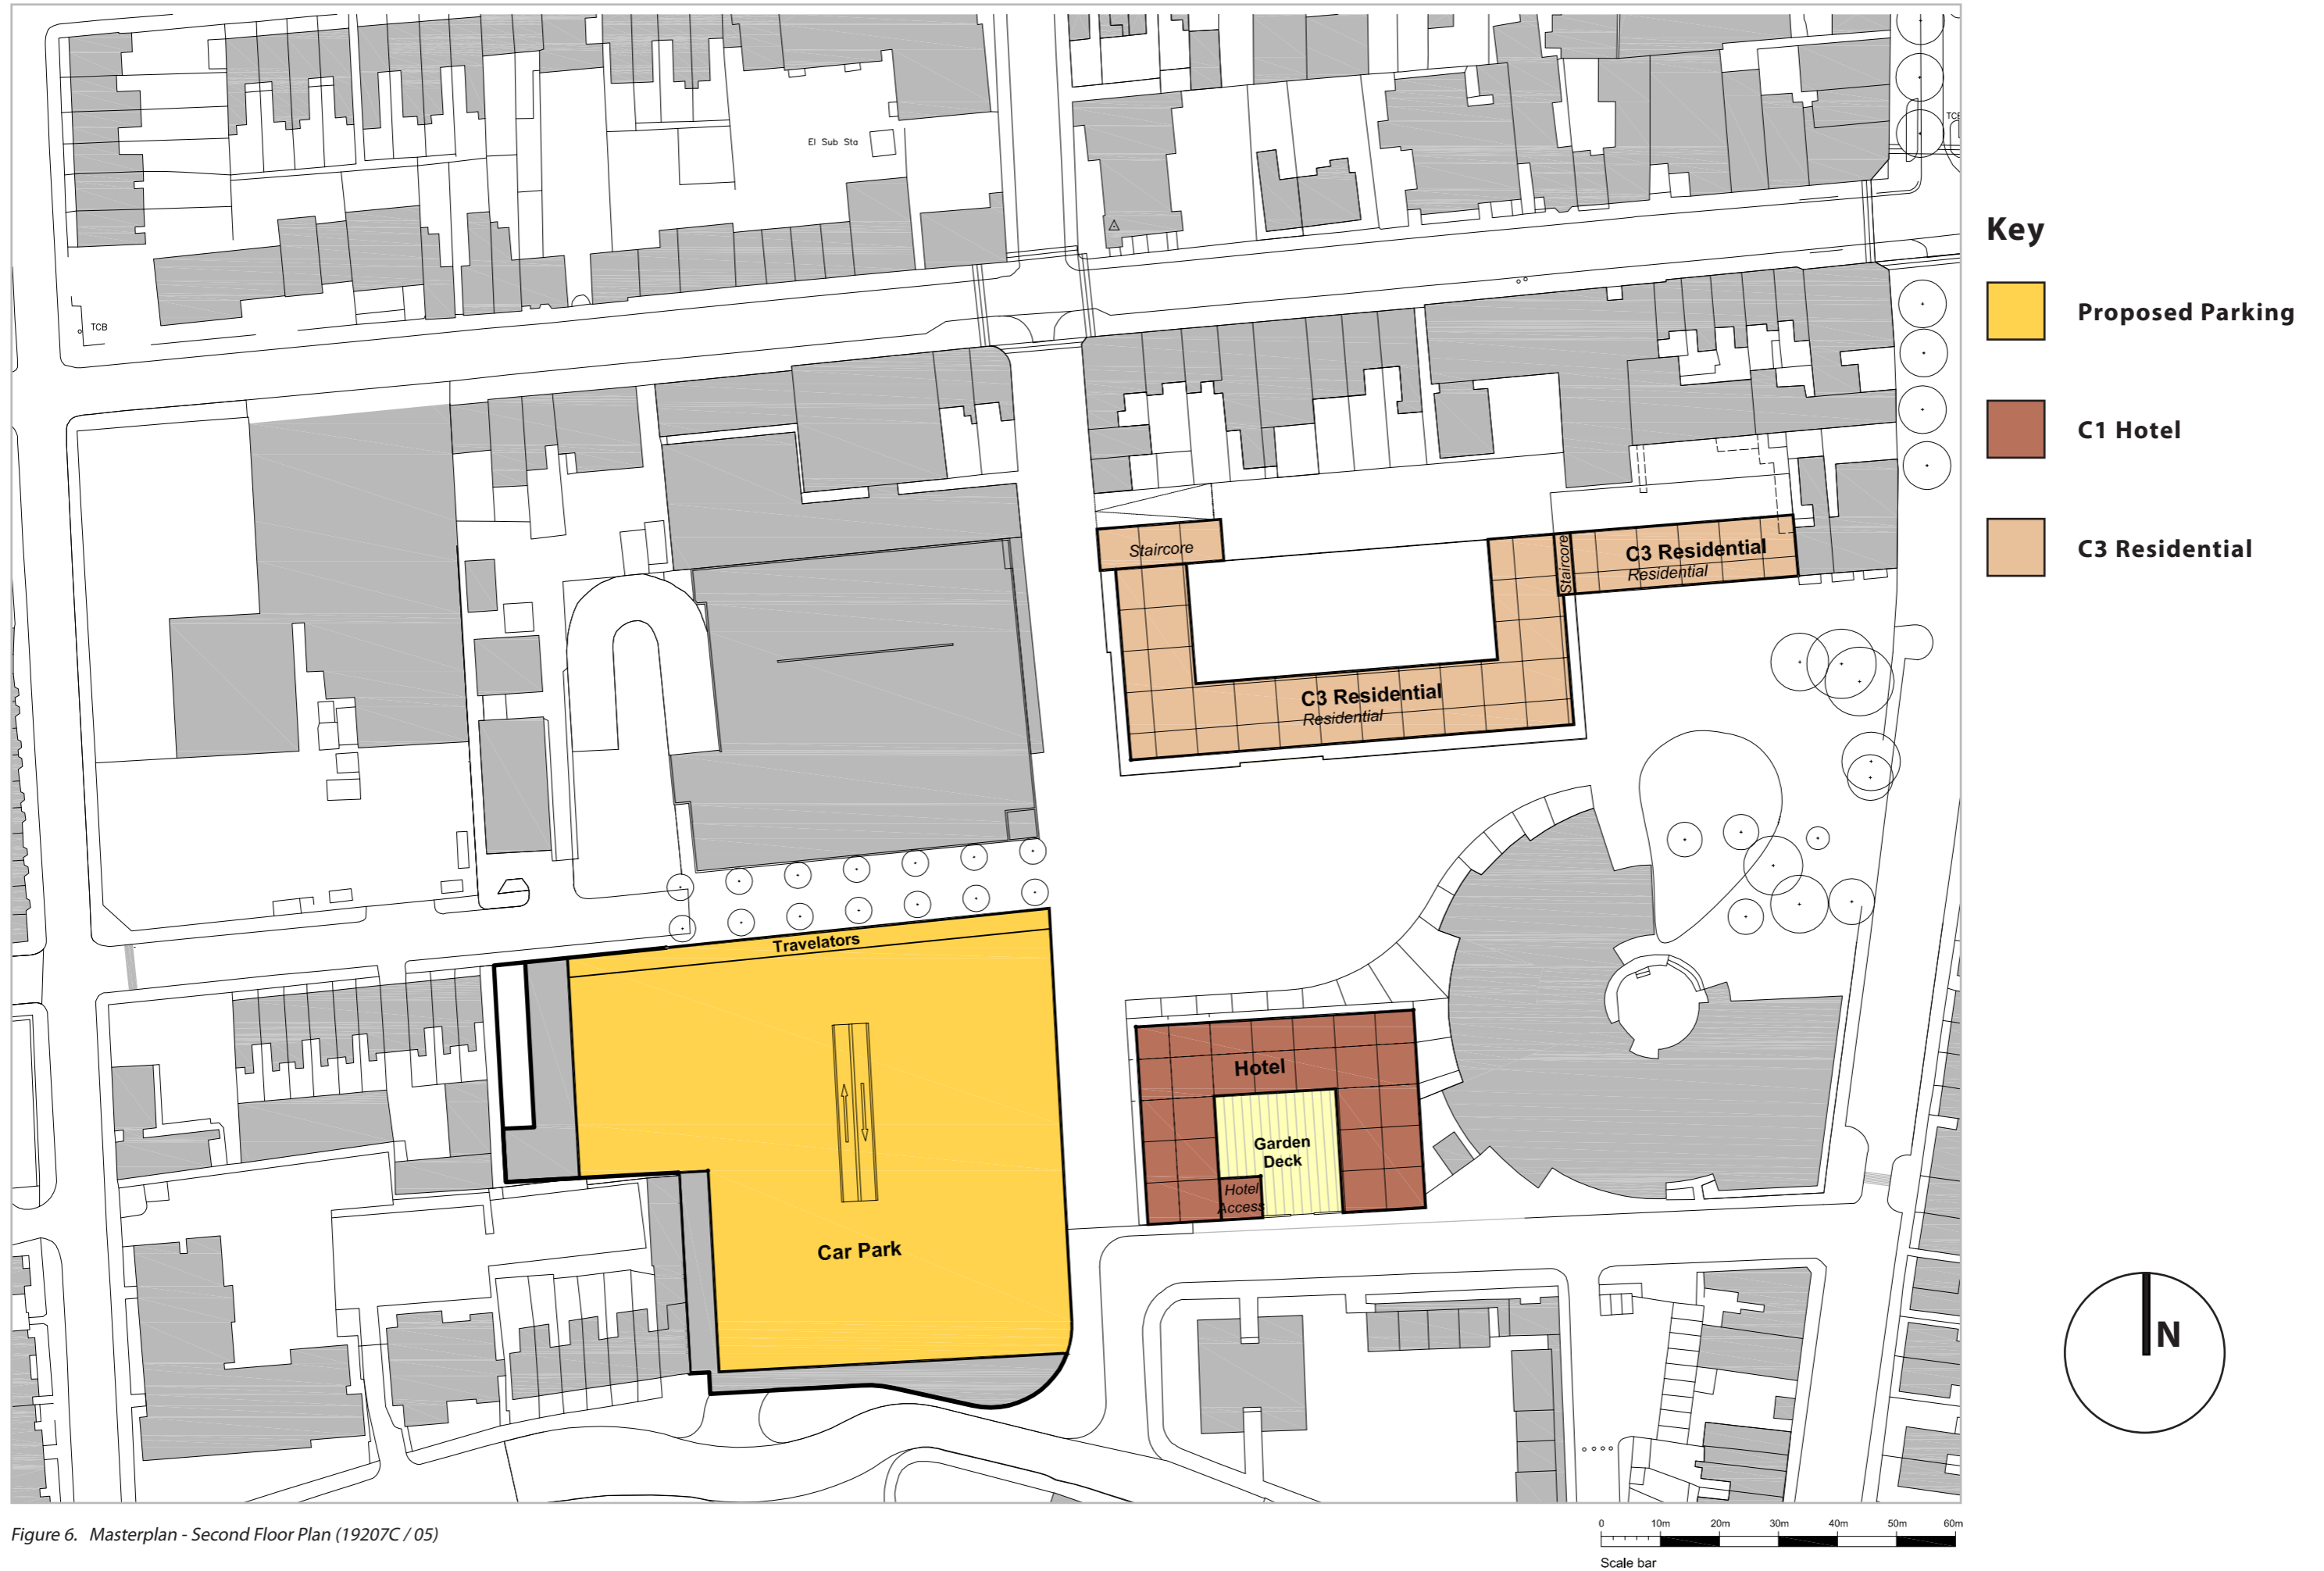 TCB
El Sub Sta
Key
Proposed Parking
TCB
C1 Hotel
Staircore
Staircore
C3 Residential
Residential
C3 Residential
C3 Residential
Residential
Travelators
Hotel
Garden
Deck
Hotel
Access
Car Park
N
Figure 6. Masterplan - Second Floor Plan (19207C / 05)
0 10m 20m 30m 40m 50m 60m
Scale bar